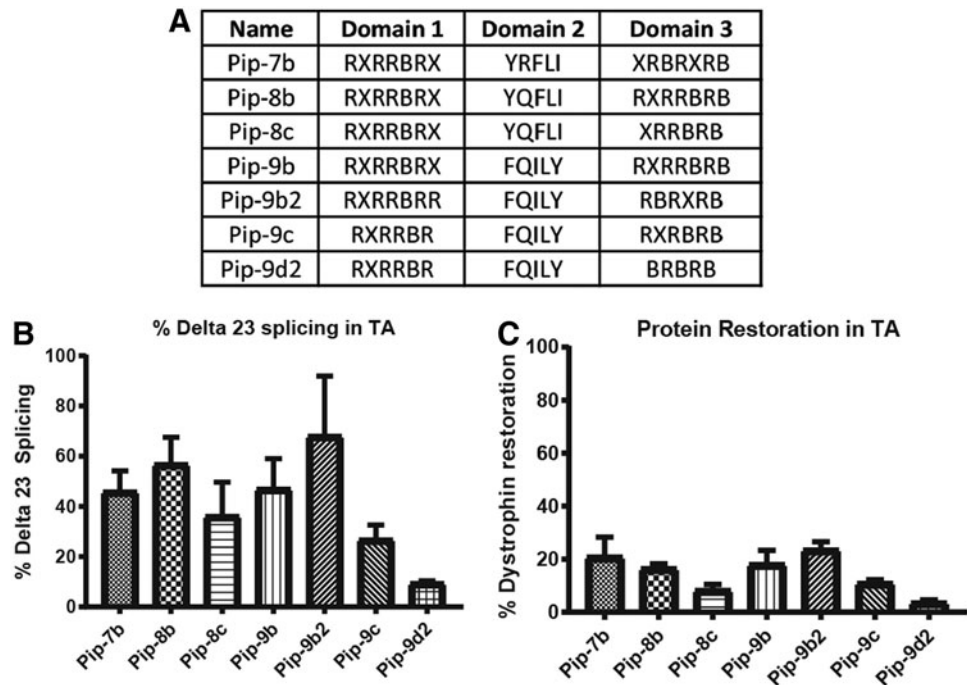 A
Name Domain 1 Domain 2 Domain 3
Pip-7b RXRRBRX YRFLI XRBRXRB
Pip-8b RXRRBRX YQFLI RXRRBRB
Pip-8c RXRRBRX YQFLI XRRBRB
Pip-9b RXRRBRX FQILY RXRRBRB
Pip-9b2 RXRRBRR FQILY RBRXRB
Pip-9c RXRRBR FQILY RXRBRB
Pip-9d2 RXRRBR FQILY BRBRB
B
% Delta 23 splicing in TA
% Delta 23 Splicing
100
80
60
40
20
0
Pip-7b
Pip-8b
Pip-8c
Pip-9b
Pip-9b2
Pip-9c
Pip-9d2
C
Protein Restoration in TA
% Dystrophin restoration
100
80
60
40
20
0
Pip-7b
Pip-8b
Pip-8c
Pip-9b
Pip-9b2
Pip-9c
Pip-9d2